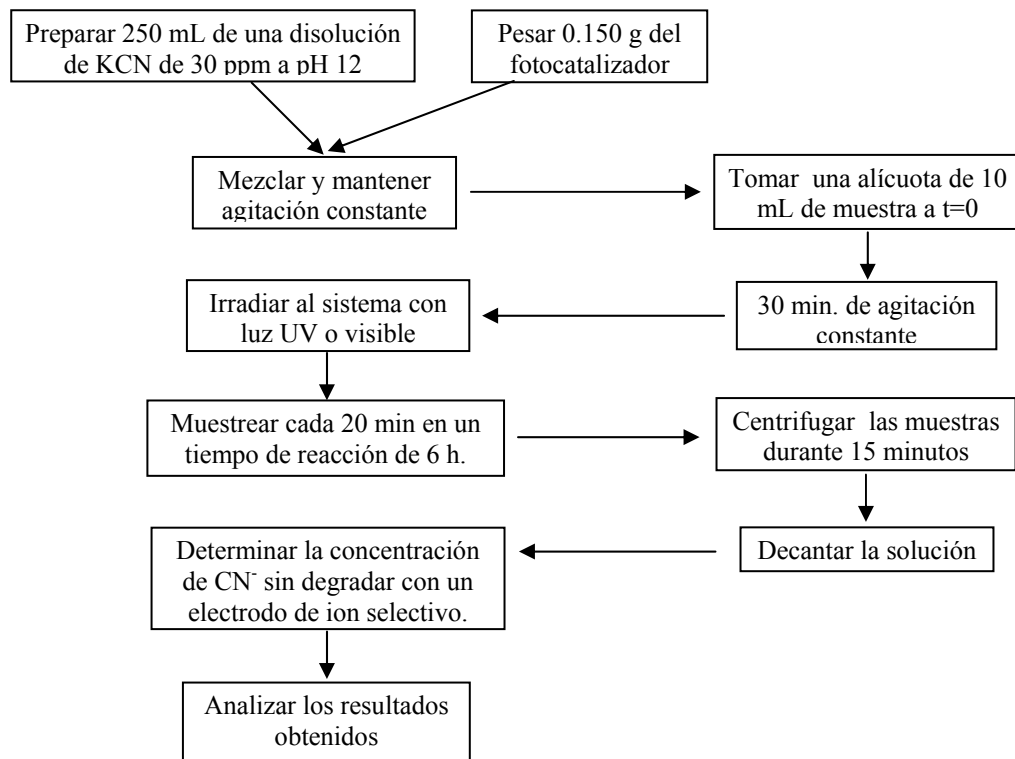 Preparar 250 mL de una disolución
de KCN de 30 ppm a pH 12
Pesar 0.150 g del
fotocatalizador
Mezclar y mantener
agitación constante
Tomar una alícuota de 10
mL de muestra a t=0
30 min. de agitación
constante
Irradiar al sistema con
luz UV o visible
Muestrear cada 20 min en un
tiempo de reacción de 6 h.
Centrifugar las muestras
durante 15 minutos
Decantar la solución
Determinar la concentración
de CN⁻ sin degradar con un
electrodo de ion selectivo.
Analizar los resultados
obtenidos